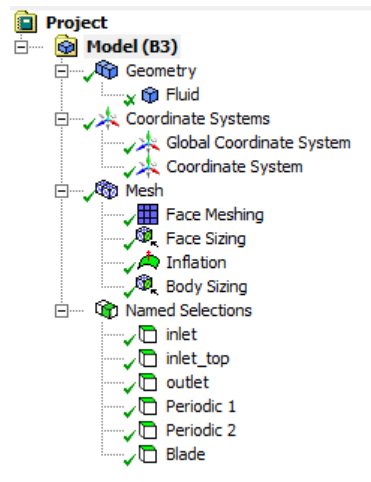 Project
Model (B3)
Geometry
Fluid
Coordinate Systems
Global Coordinate System
Coordinate System
Mesh
Face Meshing
Face Sizing
Inflation
Body Sizing
Named Selections
inlet
inlet_top
outlet
Periodic 1
Periodic 2
Blade